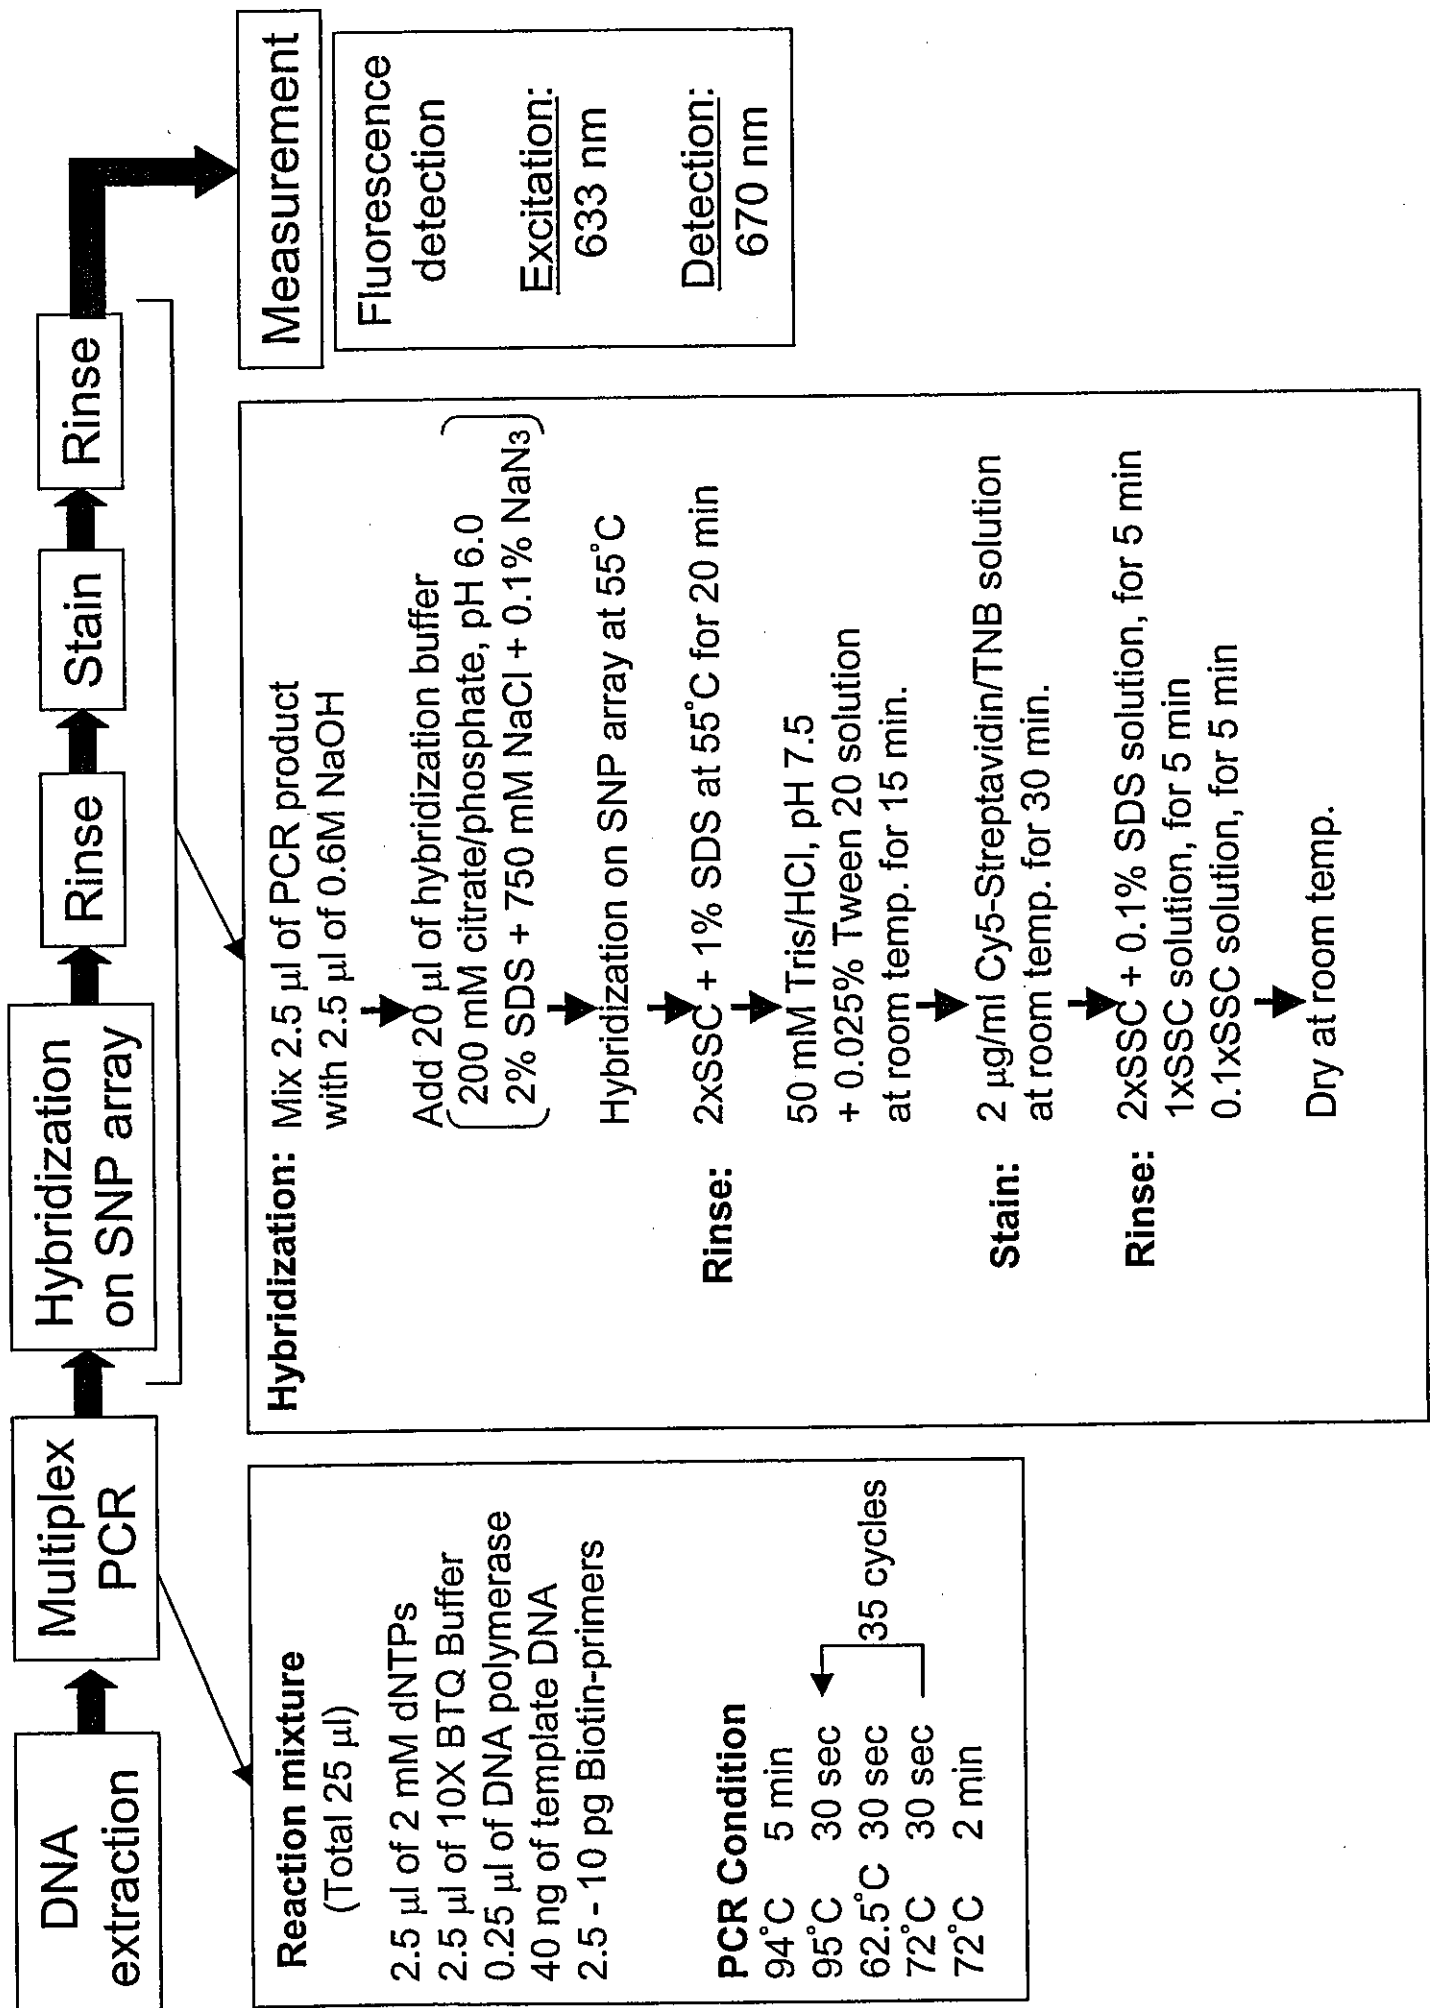 DNA
extraction
Multiplex
PCR
Hybridization
on SNP array
Rinse
Stain
Rinse
Reaction mixture
(Total 25 µl)
2.5 µl of 2 mM dNTPs
2.5 µl of 10X BTQ Buffer
0.25 µl of DNA polymerase
40 ng of template DNA
2.5 - 10 pg Biotin-primers
PCR Condition
94°C 5 min
95°C 30 sec
62.5°C 30 sec
72°C 30 sec
72°C 2 min
35 cycles
Hybridization: Mix 2.5 µl of PCR product
with 2.5 µl of 0.6M NaOH
Add 20 µl of hybridization buffer
200 mM citrate/phosphate, pH 6.0
2% SDS + 750 mM NaCl + 0.1% NaN3
Hybridization on SNP array at 55°C
Rinse: 2xSSC + 1% SDS at 55°C for 20 min
50 mM Tris/HCl, pH 7.5
+ 0.025% Tween 20 solution
at room temp. for 15 min.
Stain: 2 µg/ml Cy5-Streptavidin/TNB solution
at room temp. for 30 min.
Rinse: 2xSSC + 0.1% SDS solution, for 5 min
1xSSC solution, for 5 min
0.1xSSC solution, for 5 min
Dry at room temp.
Measurement
Fluorescence
detection
Excitation:
633 nm
Detection:
670 nm